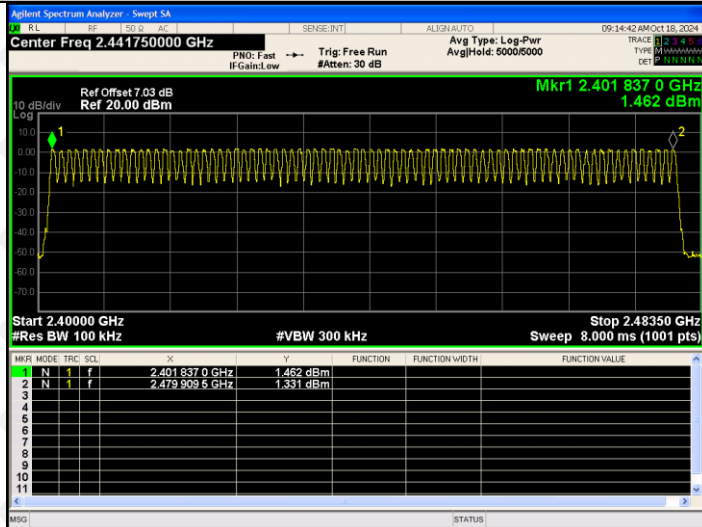 Agilent Spectrum Analyzer - Swept SA
RL RF 50 Ω AC SENSE:INT ALIGN AUTO 09:14:42 AM Oct 18, 2024
Center Freq 2.441750000 GHz
Avg Type: Log-Pwr
TRACE 1 2 3 4 5 6
PNO: Fast Trig: Free Run Avg|Hold: 5000/5000
TYPE M
IFGain:Low #Atten: 30 dB
DET P N N N N N
Mkr1 2.401 837 0 GHz
Ref Offset 7.03 dB
1.462 dBm
10 dB/div Ref 20.00 dBm
Log
10.0
1
2
0.00
-10.0
-20.0
-30.0
-40.0
-50.0
-60.0
-70.0
Start 2.40000 GHz Stop 2.48350 GHz
#Res BW 100 kHz #VBW 300 kHz Sweep 8.000 ms (1001 pts)
MKR MODE TRC SCL X Y FUNCTION FUNCTION WIDTH FUNCTION VALUE
1 N 1 f 2.401 837 0 GHz 1.462 dBm
2 N 1 f 2.479 909 5 GHz 1.331 dBm
3
4
5
6
7
8
9
10
11
MSG STATUS